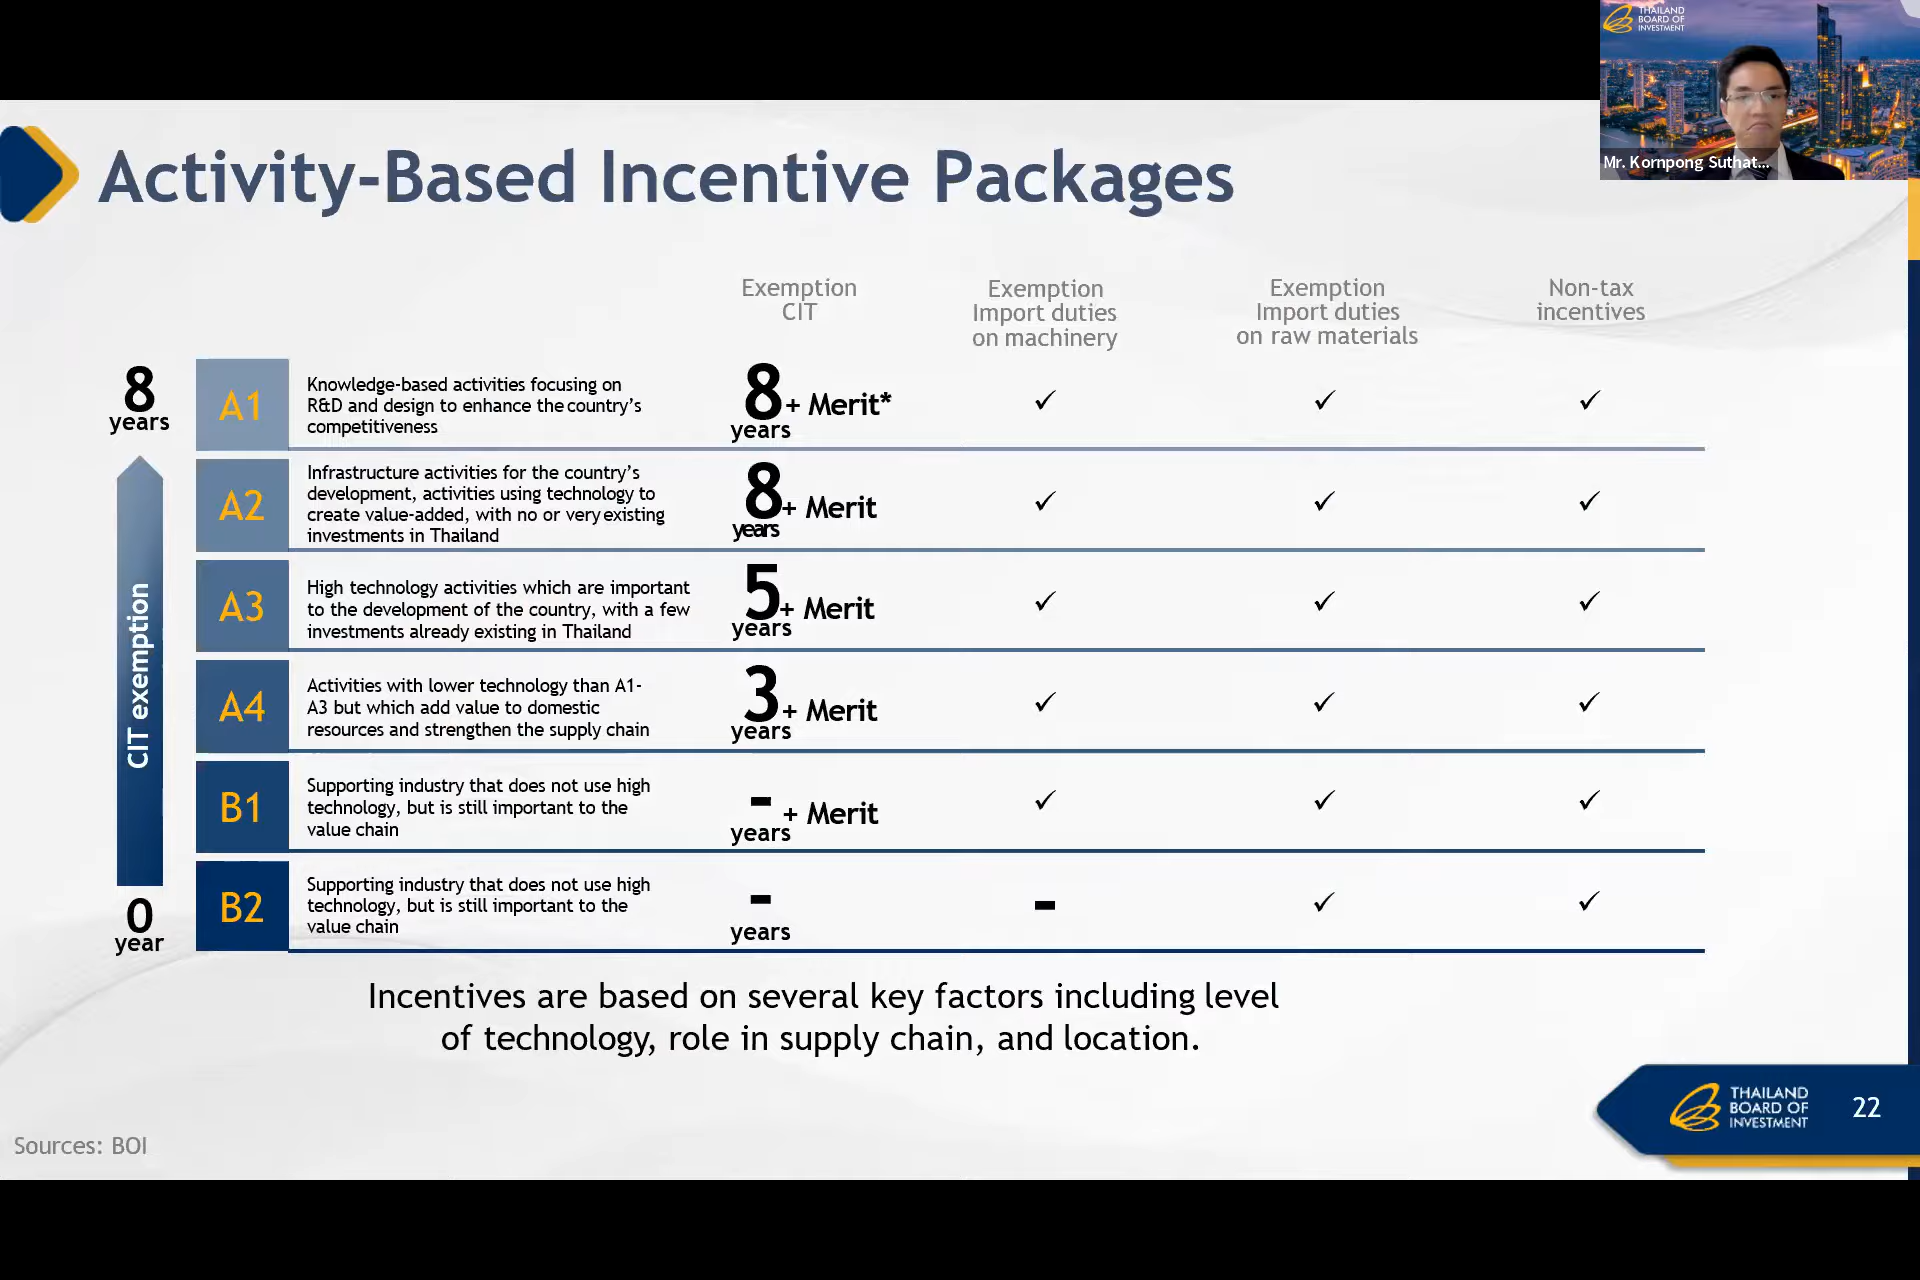 THAILAND
BOARD OF
INVESTMENT
Mr. Kornpong Suthat...
Activity-Based Incentive Packages
Exemption
CIT
Exemption
Import duties
on machinery
Exemption
Import duties
on raw materials
Non-tax
incentives
8
years
CIT exemption
0
year
A1
Knowledge-based activities focusing on
R&D and design to enhance the country's
competitiveness
8 years + Merit*
✓ ✓ ✓
A2
Infrastructure activities for the country's
development, activities using technology to
create value-added, with no or very existing
investments in Thailand
8 years + Merit
✓ ✓ ✓
A3
High technology activities which are important
to the development of the country, with a few
investments already existing in Thailand
5 years + Merit
✓ ✓ ✓
A4
Activities with lower technology than A1-
A3 but which add value to domestic
resources and strengthen the supply chain
3 years + Merit
✓ ✓ ✓
B1
Supporting industry that does not use high
technology, but is still important to the
value chain
- years + Merit
✓ ✓ ✓
B2
Supporting industry that does not use high
technology, but is still important to the
value chain
- years
- ✓ ✓
Incentives are based on several key factors including level
of technology, role in supply chain, and location.
Sources: BOI
THAILAND
BOARD OF
INVESTMENT
22